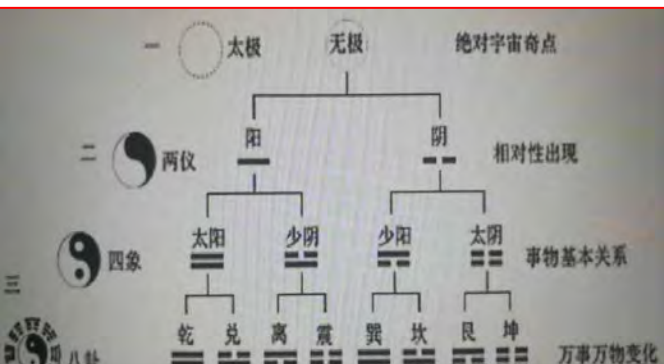 一 太极 无极 绝对宇宙奇点
阳 阴
二 两仪 相对性出现
太阳 少阴 少阳 太阴
四象 事物基本关系
三
乾 兑 离 震 巽 坎 艮 坤
八卦 万事万物变化